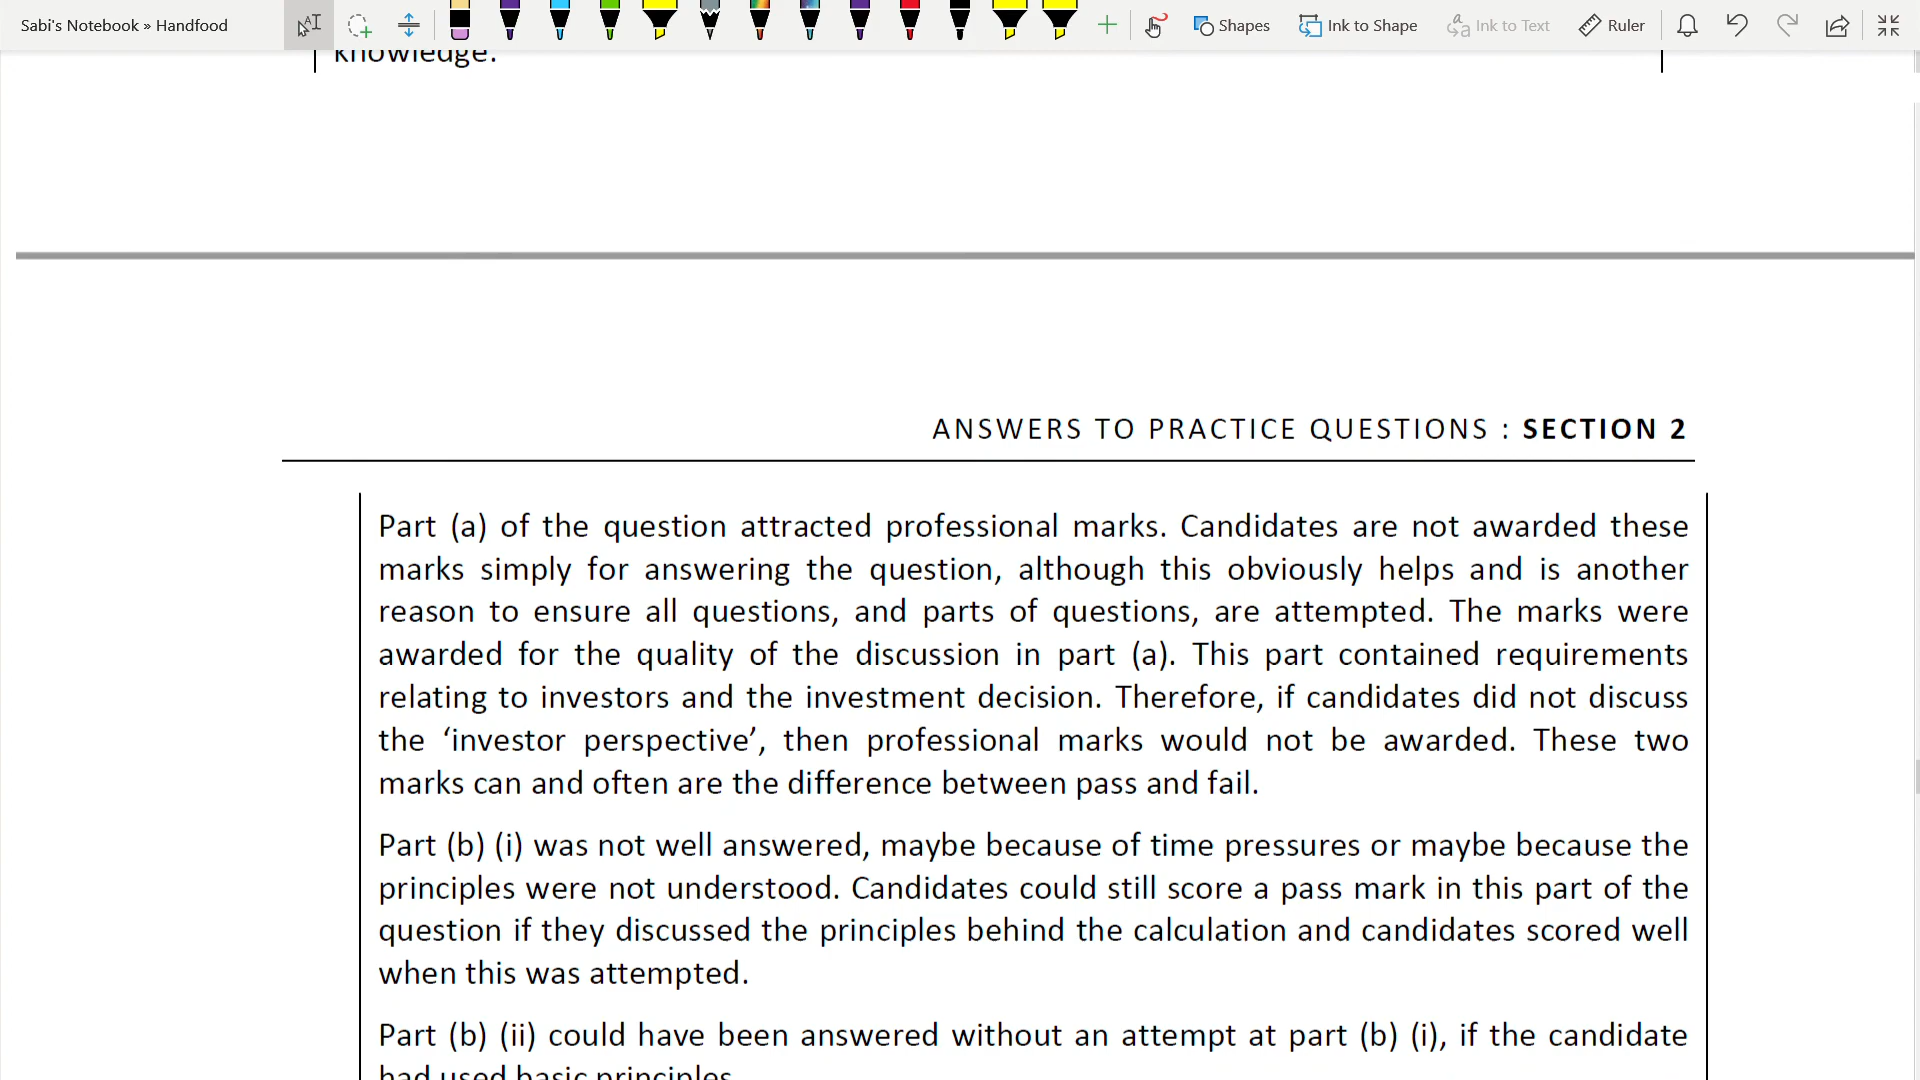 Sabi's Notebook » Handfood
Shapes
Ink to Shape
Ink to Text
Ruler
knowledge.
ANSWERS TO PRACTICE QUESTIONS : SECTION 2
Part (a) of the question attracted professional marks. Candidates are not awarded these
marks simply for answering the question, although this obviously helps and is another
reason to ensure all questions, and parts of questions, are attempted. The marks were
awarded for the quality of the discussion in part (a). This part contained requirements
relating to investors and the investment decision. Therefore, if candidates did not discuss
the ‘investor perspective’, then professional marks would not be awarded. These two
marks can and often are the difference between pass and fail.
Part (b) (i) was not well answered, maybe because of time pressures or maybe because the
principles were not understood. Candidates could still score a pass mark in this part of the
question if they discussed the principles behind the calculation and candidates scored well
when this was attempted.
Part (b) (ii) could have been answered without an attempt at part (b) (i), if the candidate
had used basic principles.